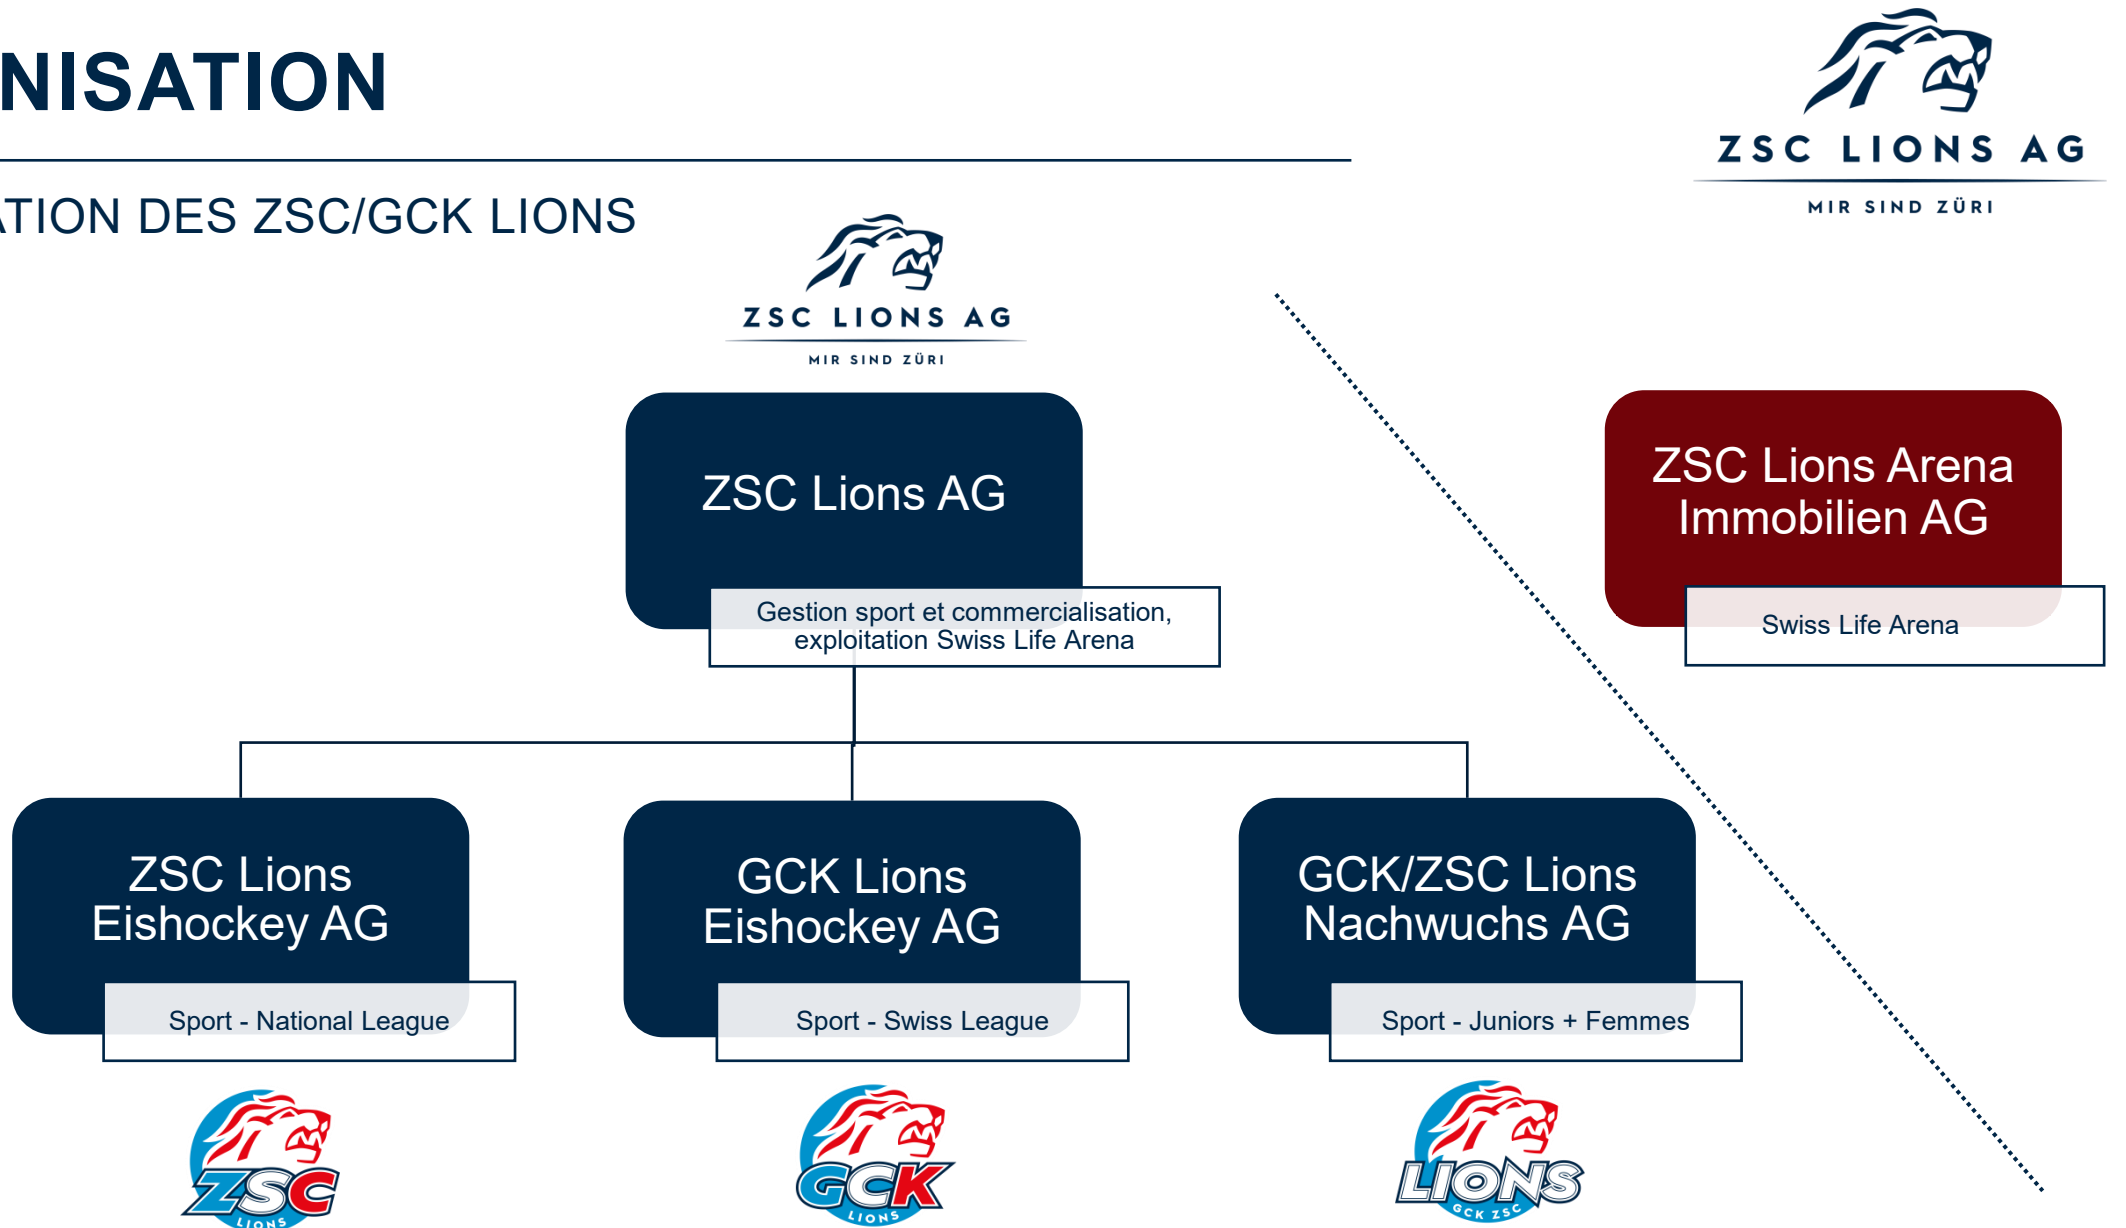 NISATION
ATION DES ZSC/GCK LIONS
ZSC LIONS AG
MIR SIND ZÜRI
ZSC LIONS AG
MIR SIND ZÜRI
ZSC Lions AG
Gestion sport et commercialisation,
exploitation Swiss Life Arena
ZSC Lions Arena
Immobilien AG
Swiss Life Arena
ZSC Lions
Eishockey AG
Sport - National League
GCK Lions
Eishockey AG
Sport - Swiss League
GCK/ZSC Lions
Nachwuchs AG
Sport - Juniors + Femmes
ZSC
LIONS
GCK
LIONS
LIONS
GCK ZSC